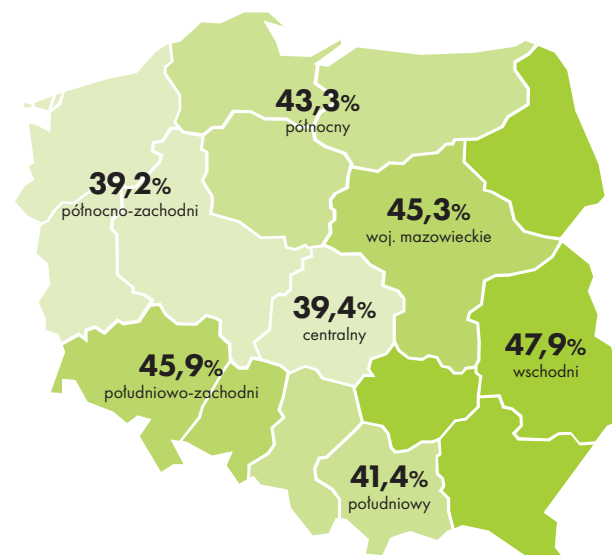 43,3%
północny
39,2%
północno-zachodni
45,3%
woj. mazowieckie
39,4%
centralny
47,9%
wschodni
45,9%
południowo-zachodni
41,4%
południowy